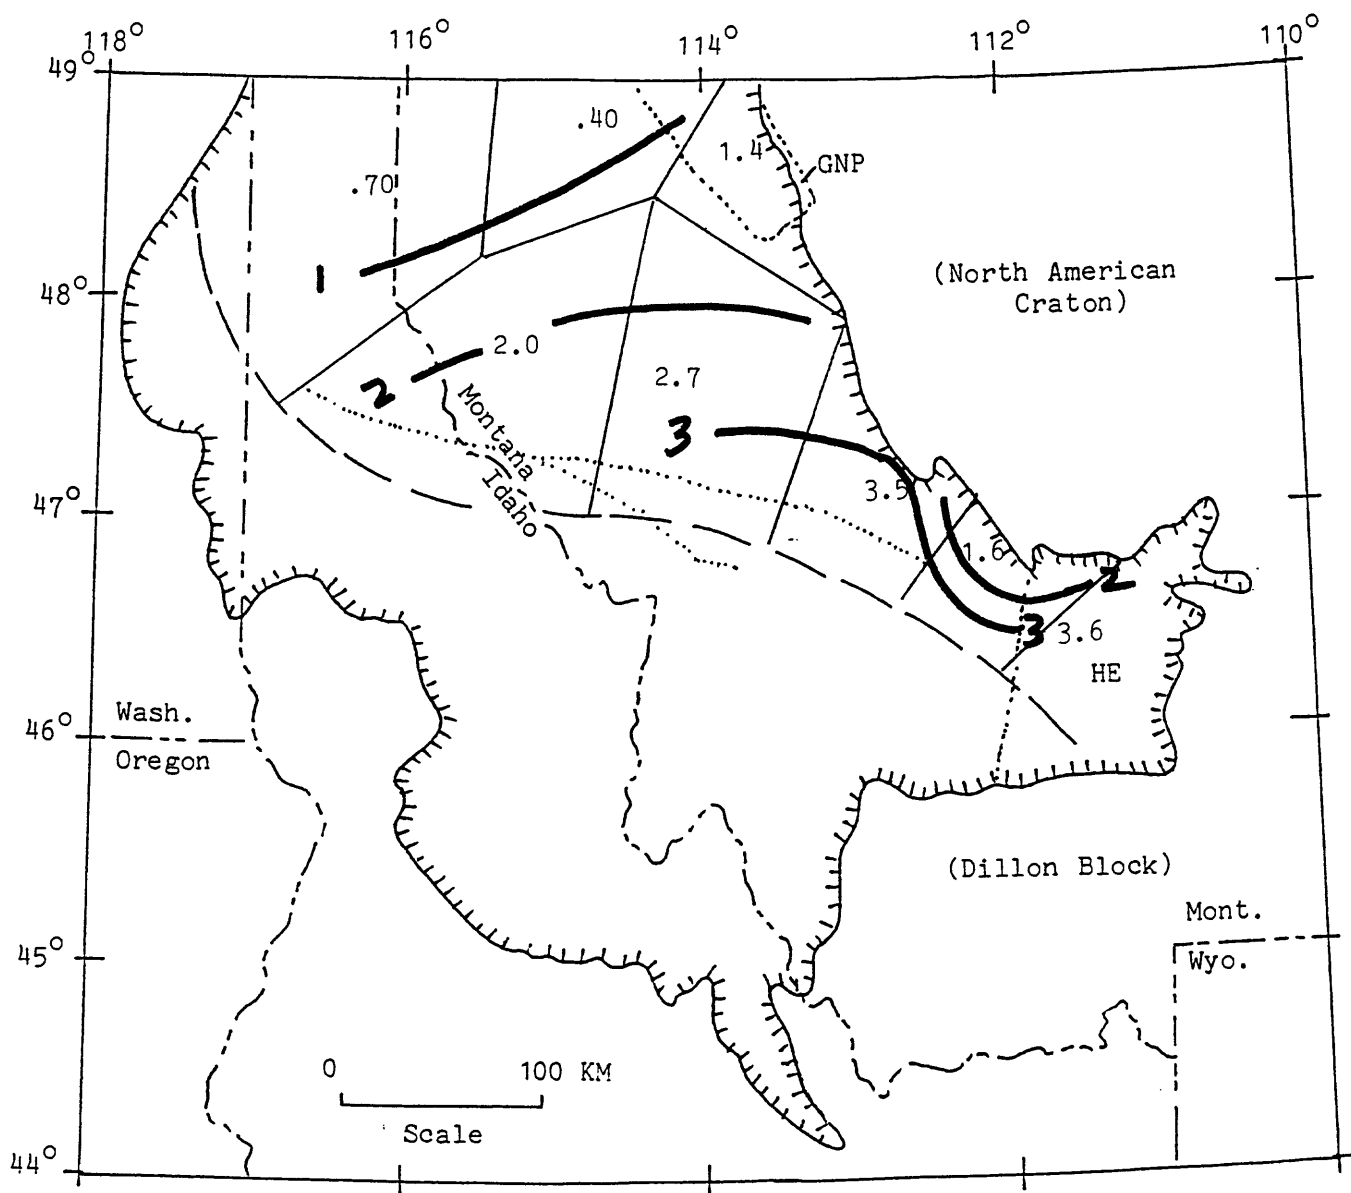 118° 116° 114° 112° 110°
49°
.40
1.4
GNP
.70
(North American
Craton)
1
48°
2.0
2
2.7
Montana
Idaho
3
3.5
47°
1.6
2
3
3.6
HE
Wash.
46°
Oregon
(Dillon Block)
Mont.
45°
Wyo.
0 100 KM
Scale
44°